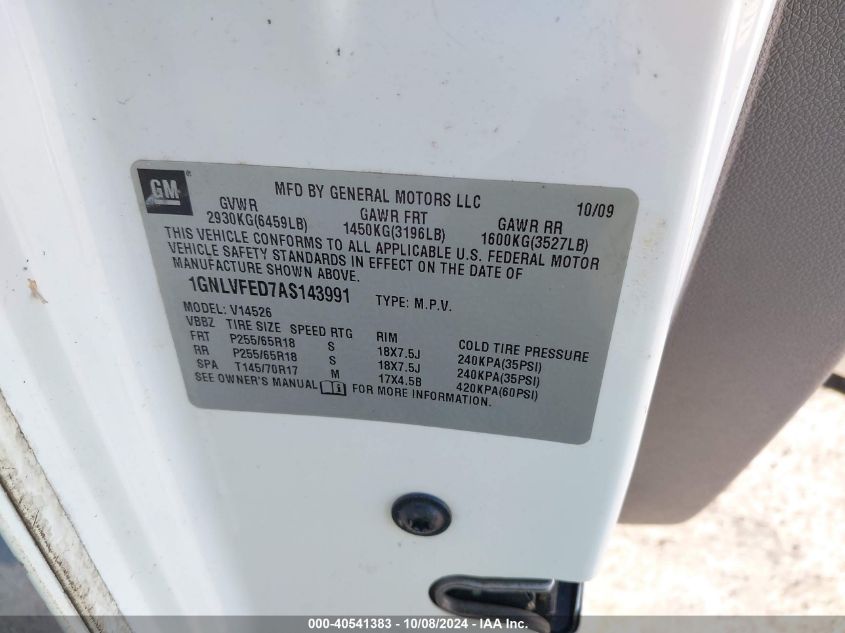 GM®
MFD BY GENERAL MOTORS LLC 10/09
GVWR GAWR FRT GAWR RR
2930KG(6459LB) 1450KG(3196LB) 1600KG(3527LB)
THIS VEHICLE CONFORMS TO ALL APPLICABLE U.S. FEDERAL MOTOR
VEHICLE SAFETY STANDARDS IN EFFECT ON THE DATE OF
MANUFACTURE SHOWN ABOVE.
1GNLVFED7AS143991 TYPE: M.P.V.
MODEL: V14526
VBBZ TIRE SIZE SPEED RTG RIM COLD TIRE PRESSURE
FRT P255/65R18 S 18X7.5J 240KPA(35PSI)
RR P255/65R18 S 18X7.5J 240KPA(35PSI)
SPA T145/70R17 M 17X4.5B 420KPA(60PSI)
SEE OWNER'S MANUAL i FOR MORE INFORMATION.
000-40541383 - 10/08/2024 - IAA Inc.